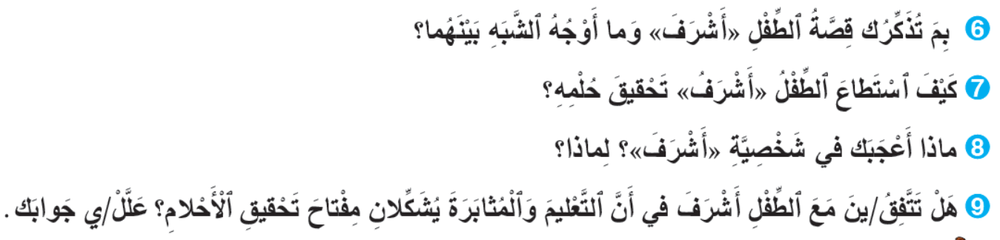 6 بِمَ تُذَكِّرُك قِصَّةُ ٱلطِّفْلِ «أَشْرَفَ» وَما أَوْجُهُ ٱلشَّبَهِ بَيْنَهُما؟
7 كَيْفَ ٱسْتَطاعَ ٱلطِّفْلُ «أَشْرَفُ» تَحْقيقَ حُلْمِهِ؟
8 ماذا أَعْجَبَك في شَخْصِيَّةِ «أَشْرَفَ»؟ لِماذا؟
9 هَلْ تَتَّفِقُ/ينَ مَعَ ٱلطِّفْلِ أَشْرَفَ في أَنَّ ٱلتَّعْليمَ وَٱلْمُثابَرَةَ يُشَكِّلانِ مِفْتاحَ تَحْقيقِ ٱلْأَحْلامِ؟ عَلَّلْ/ي جَوابَك .